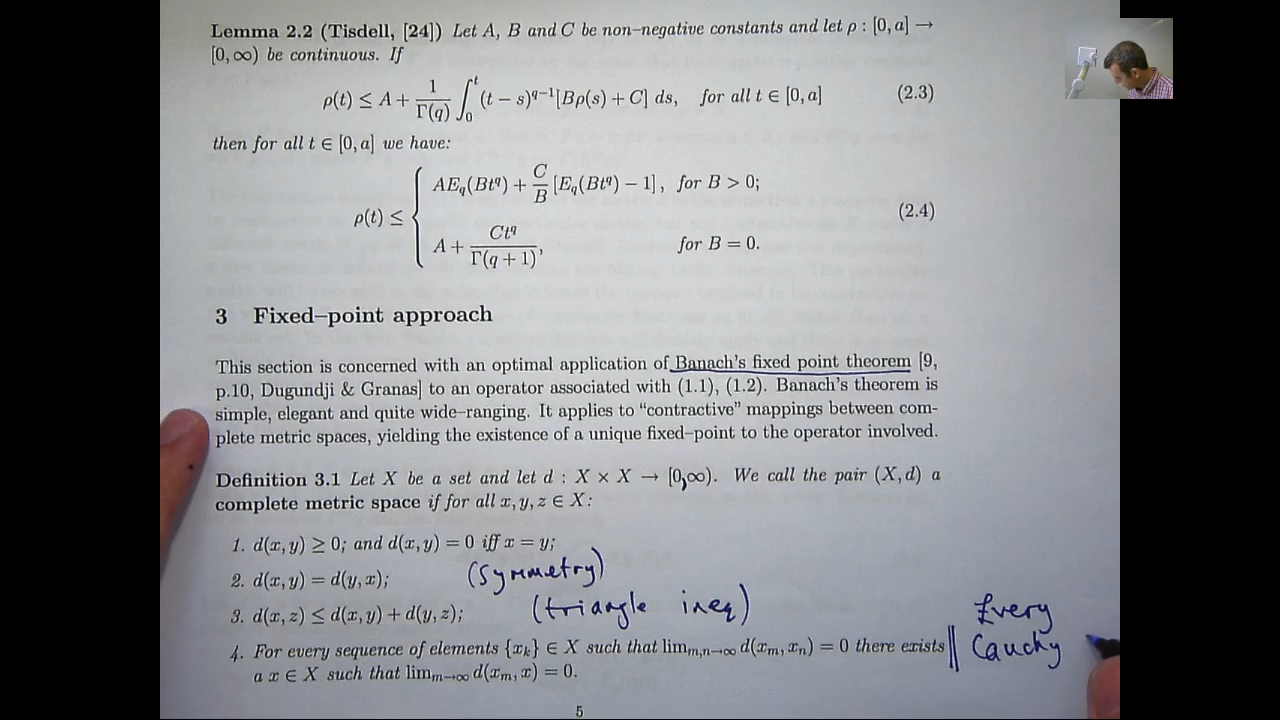 Lemma 2.2 (Tisdell, [24]) Let A, B and C be non–negative constants and let ρ : [0, a] →
[0, ∞) be continuous. If
ρ(t) ≤ A + 1/Γ(q) ∫₀ᵗ (t − s)^{q−1}[Bρ(s) + C] ds, for all t ∈ [0, a] (2.3)
then for all t ∈ [0, a] we have:
ρ(t) ≤ { AE_q(Bt^q) + C/B [E_q(Bt^q) − 1], for B > 0;
A + Ct^q/Γ(q + 1), for B = 0. (2.4)
3 Fixed–point approach
This section is concerned with an optimal application of Banach's fixed point theorem [9,
p.10, Dugundji & Granas] to an operator associated with (1.1), (1.2). Banach's theorem is
simple, elegant and quite wide–ranging. It applies to "contractive" mappings between com-
plete metric spaces, yielding the existence of a unique fixed–point to the operator involved.
Definition 3.1 Let X be a set and let d : X × X → [0,∞). We call the pair (X, d) a
complete metric space if for all x, y, z ∈ X:
1. d(x, y) ≥ 0; and d(x, y) = 0 iff x = y;
2. d(x, y) = d(y, x); (symmetry)
3. d(x, z) ≤ d(x, y) + d(y, z); (triangle ineq)
4. For every sequence of elements {x_k} ∈ X such that lim_{m,n→∞} d(x_m, x_n) = 0 there exists
a x ∈ X such that lim_{m→∞} d(x_m, x) = 0.
Every
Cauchy
5